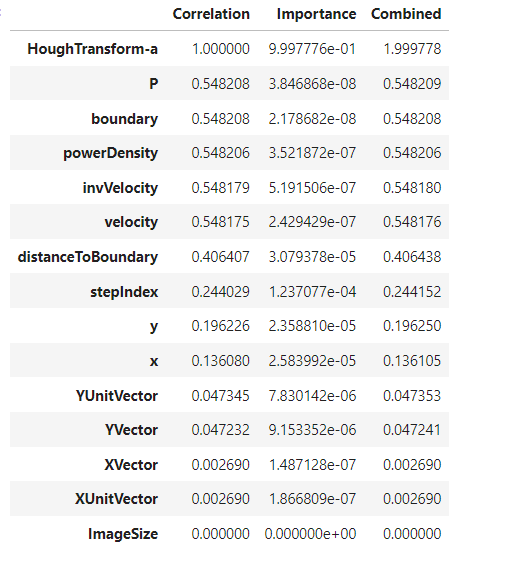 Correlation Importance Combined
HoughTransform-a 1.000000 9.997776e-01 1.999778
P 0.548208 3.846868e-08 0.548209
boundary 0.548208 2.178682e-08 0.548208
powerDensity 0.548206 3.521872e-07 0.548206
invVelocity 0.548179 5.191506e-07 0.548180
velocity 0.548175 2.429429e-07 0.548176
distanceToBoundary 0.406407 3.079378e-05 0.406438
stepIndex 0.244029 1.237077e-04 0.244152
y 0.196226 2.358810e-05 0.196250
x 0.136080 2.583992e-05 0.136105
YUnitVector 0.047345 7.830142e-06 0.047353
YVector 0.047232 9.153352e-06 0.047241
XVector 0.002690 1.487128e-07 0.002690
XUnitVector 0.002690 1.866809e-07 0.002690
ImageSize 0.000000 0.000000e+00 0.000000